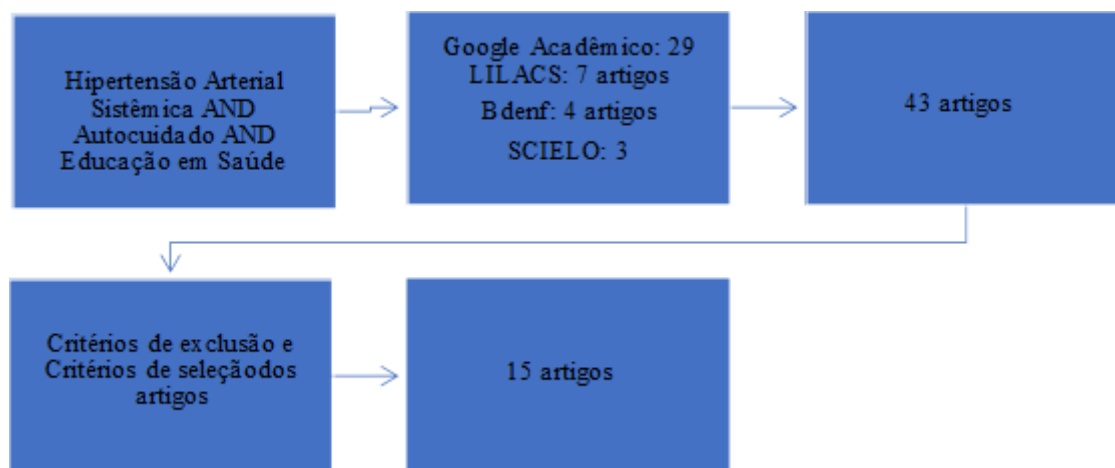 Hipertensão Arterial
Sistêmica AND
Autocuidado AND
Educação em Saúde
Google Acadêmico: 29
LILACS: 7 artigos
Bdenf: 4 artigos
SCIELO: 3
43 artigos
Critérios de exclusão e
Critérios de seleçãodos
artigos
15 artigos